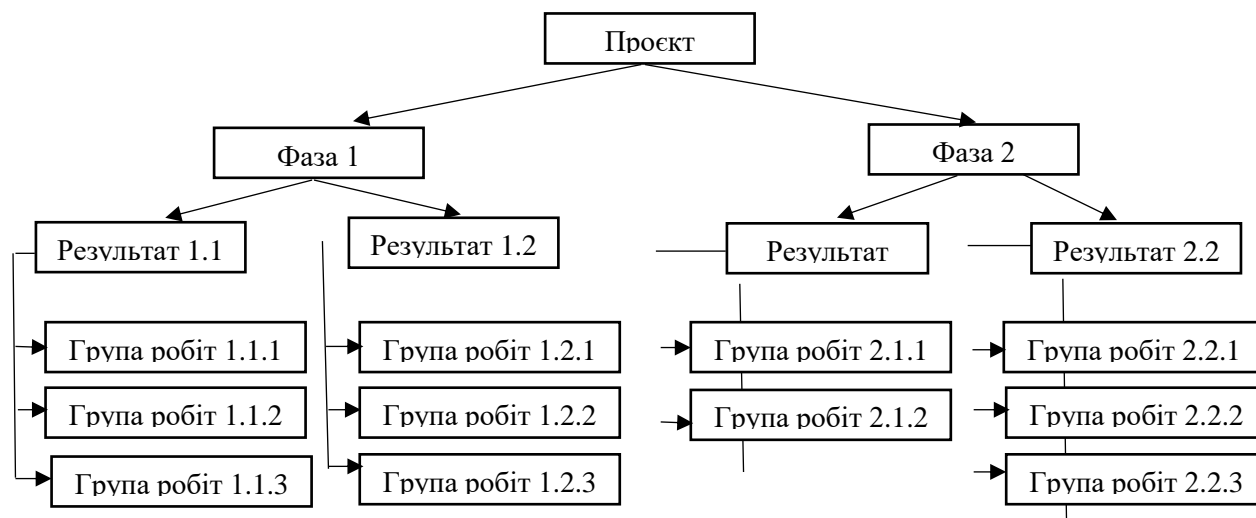 Проєкт
Фаза 1
Фаза 2
Результат 1.1
Результат 1.2
Результат
Результат 2.2
Група робіт 1.1.1
Група робіт 1.2.1
Група робіт 2.1.1
Група робіт 2.2.1
Група робіт 1.1.2
Група робіт 1.2.2
Група робіт 2.1.2
Група робіт 2.2.2
Група робіт 1.1.3
Група робіт 1.2.3
Група робіт 2.2.3